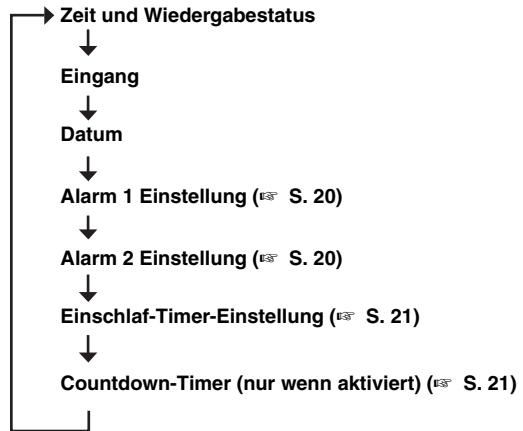 Zeit und Wiedergabestatus
Eingang
Datum
Alarm 1 Einstellung (☞ S. 20)
Alarm 2 Einstellung (☞ S. 20)
Einschlaf-Timer-Einstellung (☞ S. 21)
Countdown-Timer (nur wenn aktiviert) (☞ S. 21)